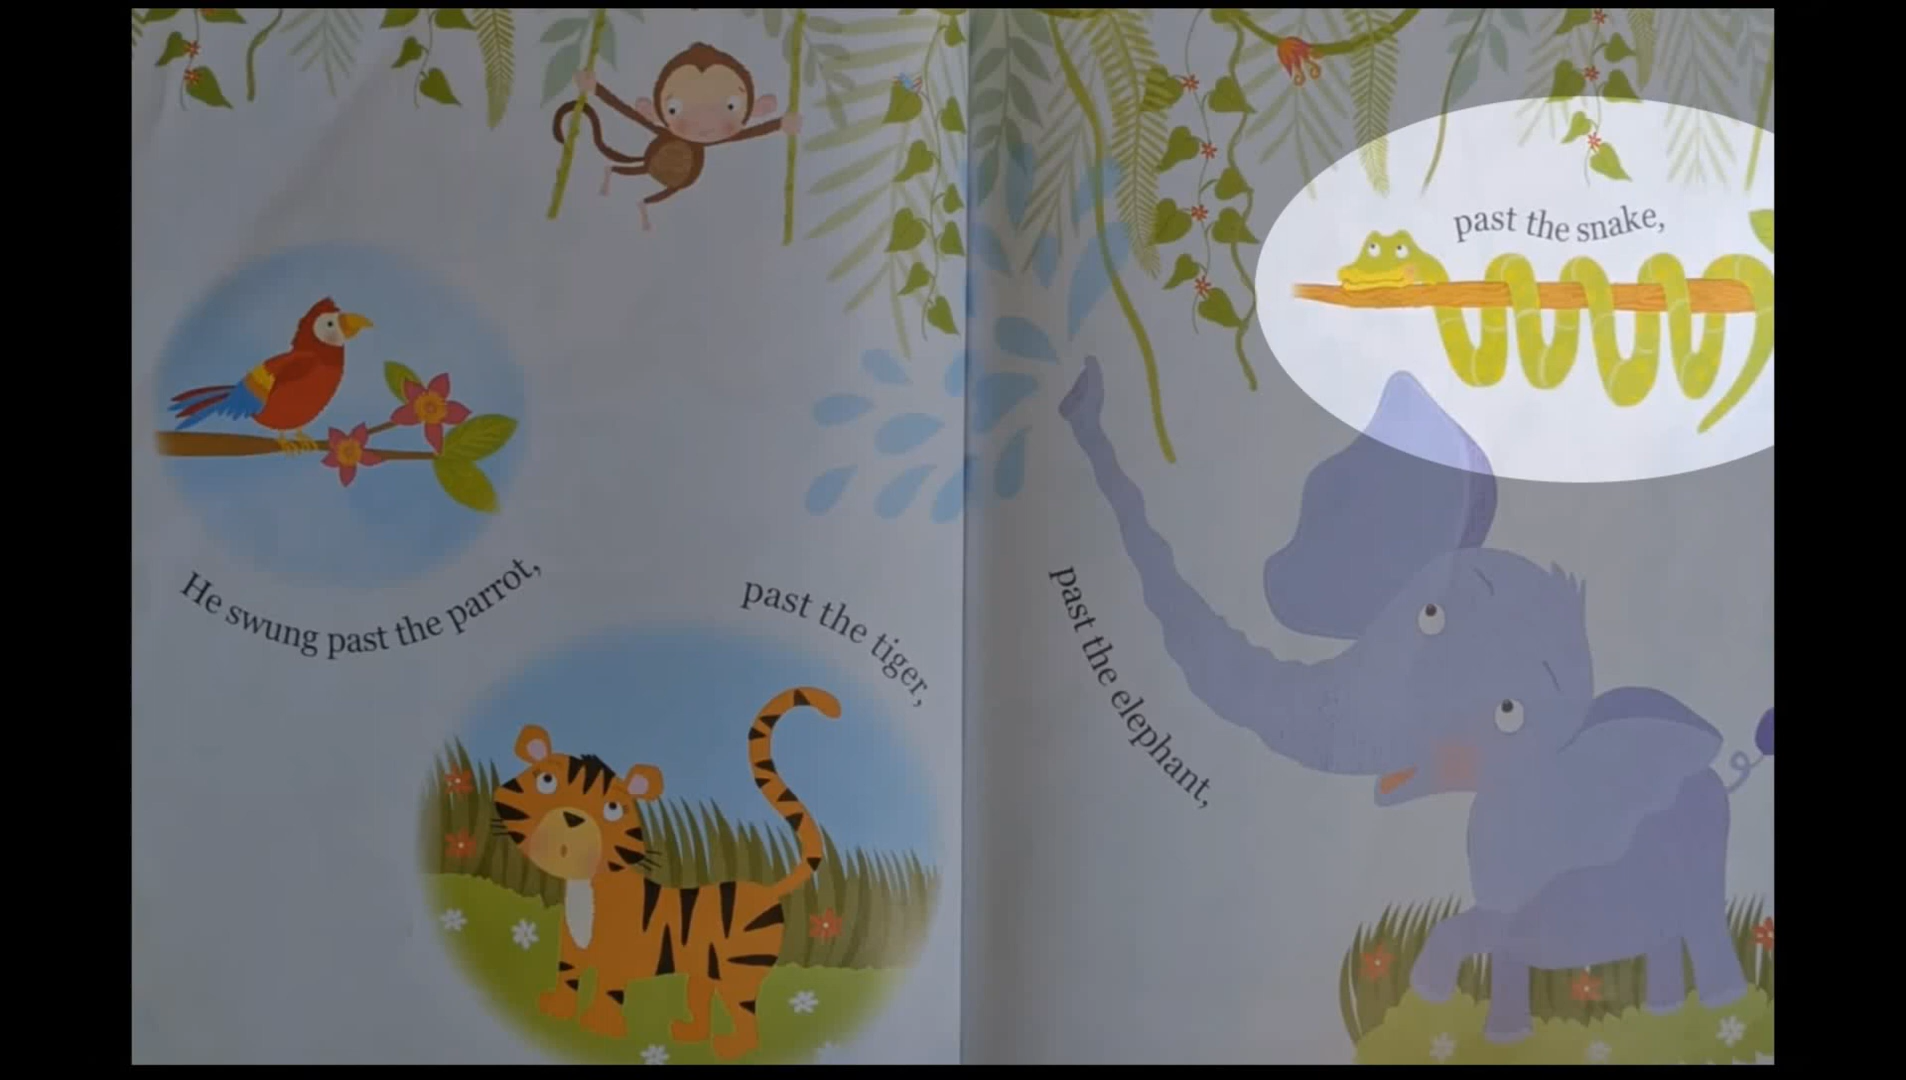 He swung past the parrot,
past the tiger,
past the elephant,
past the snake,